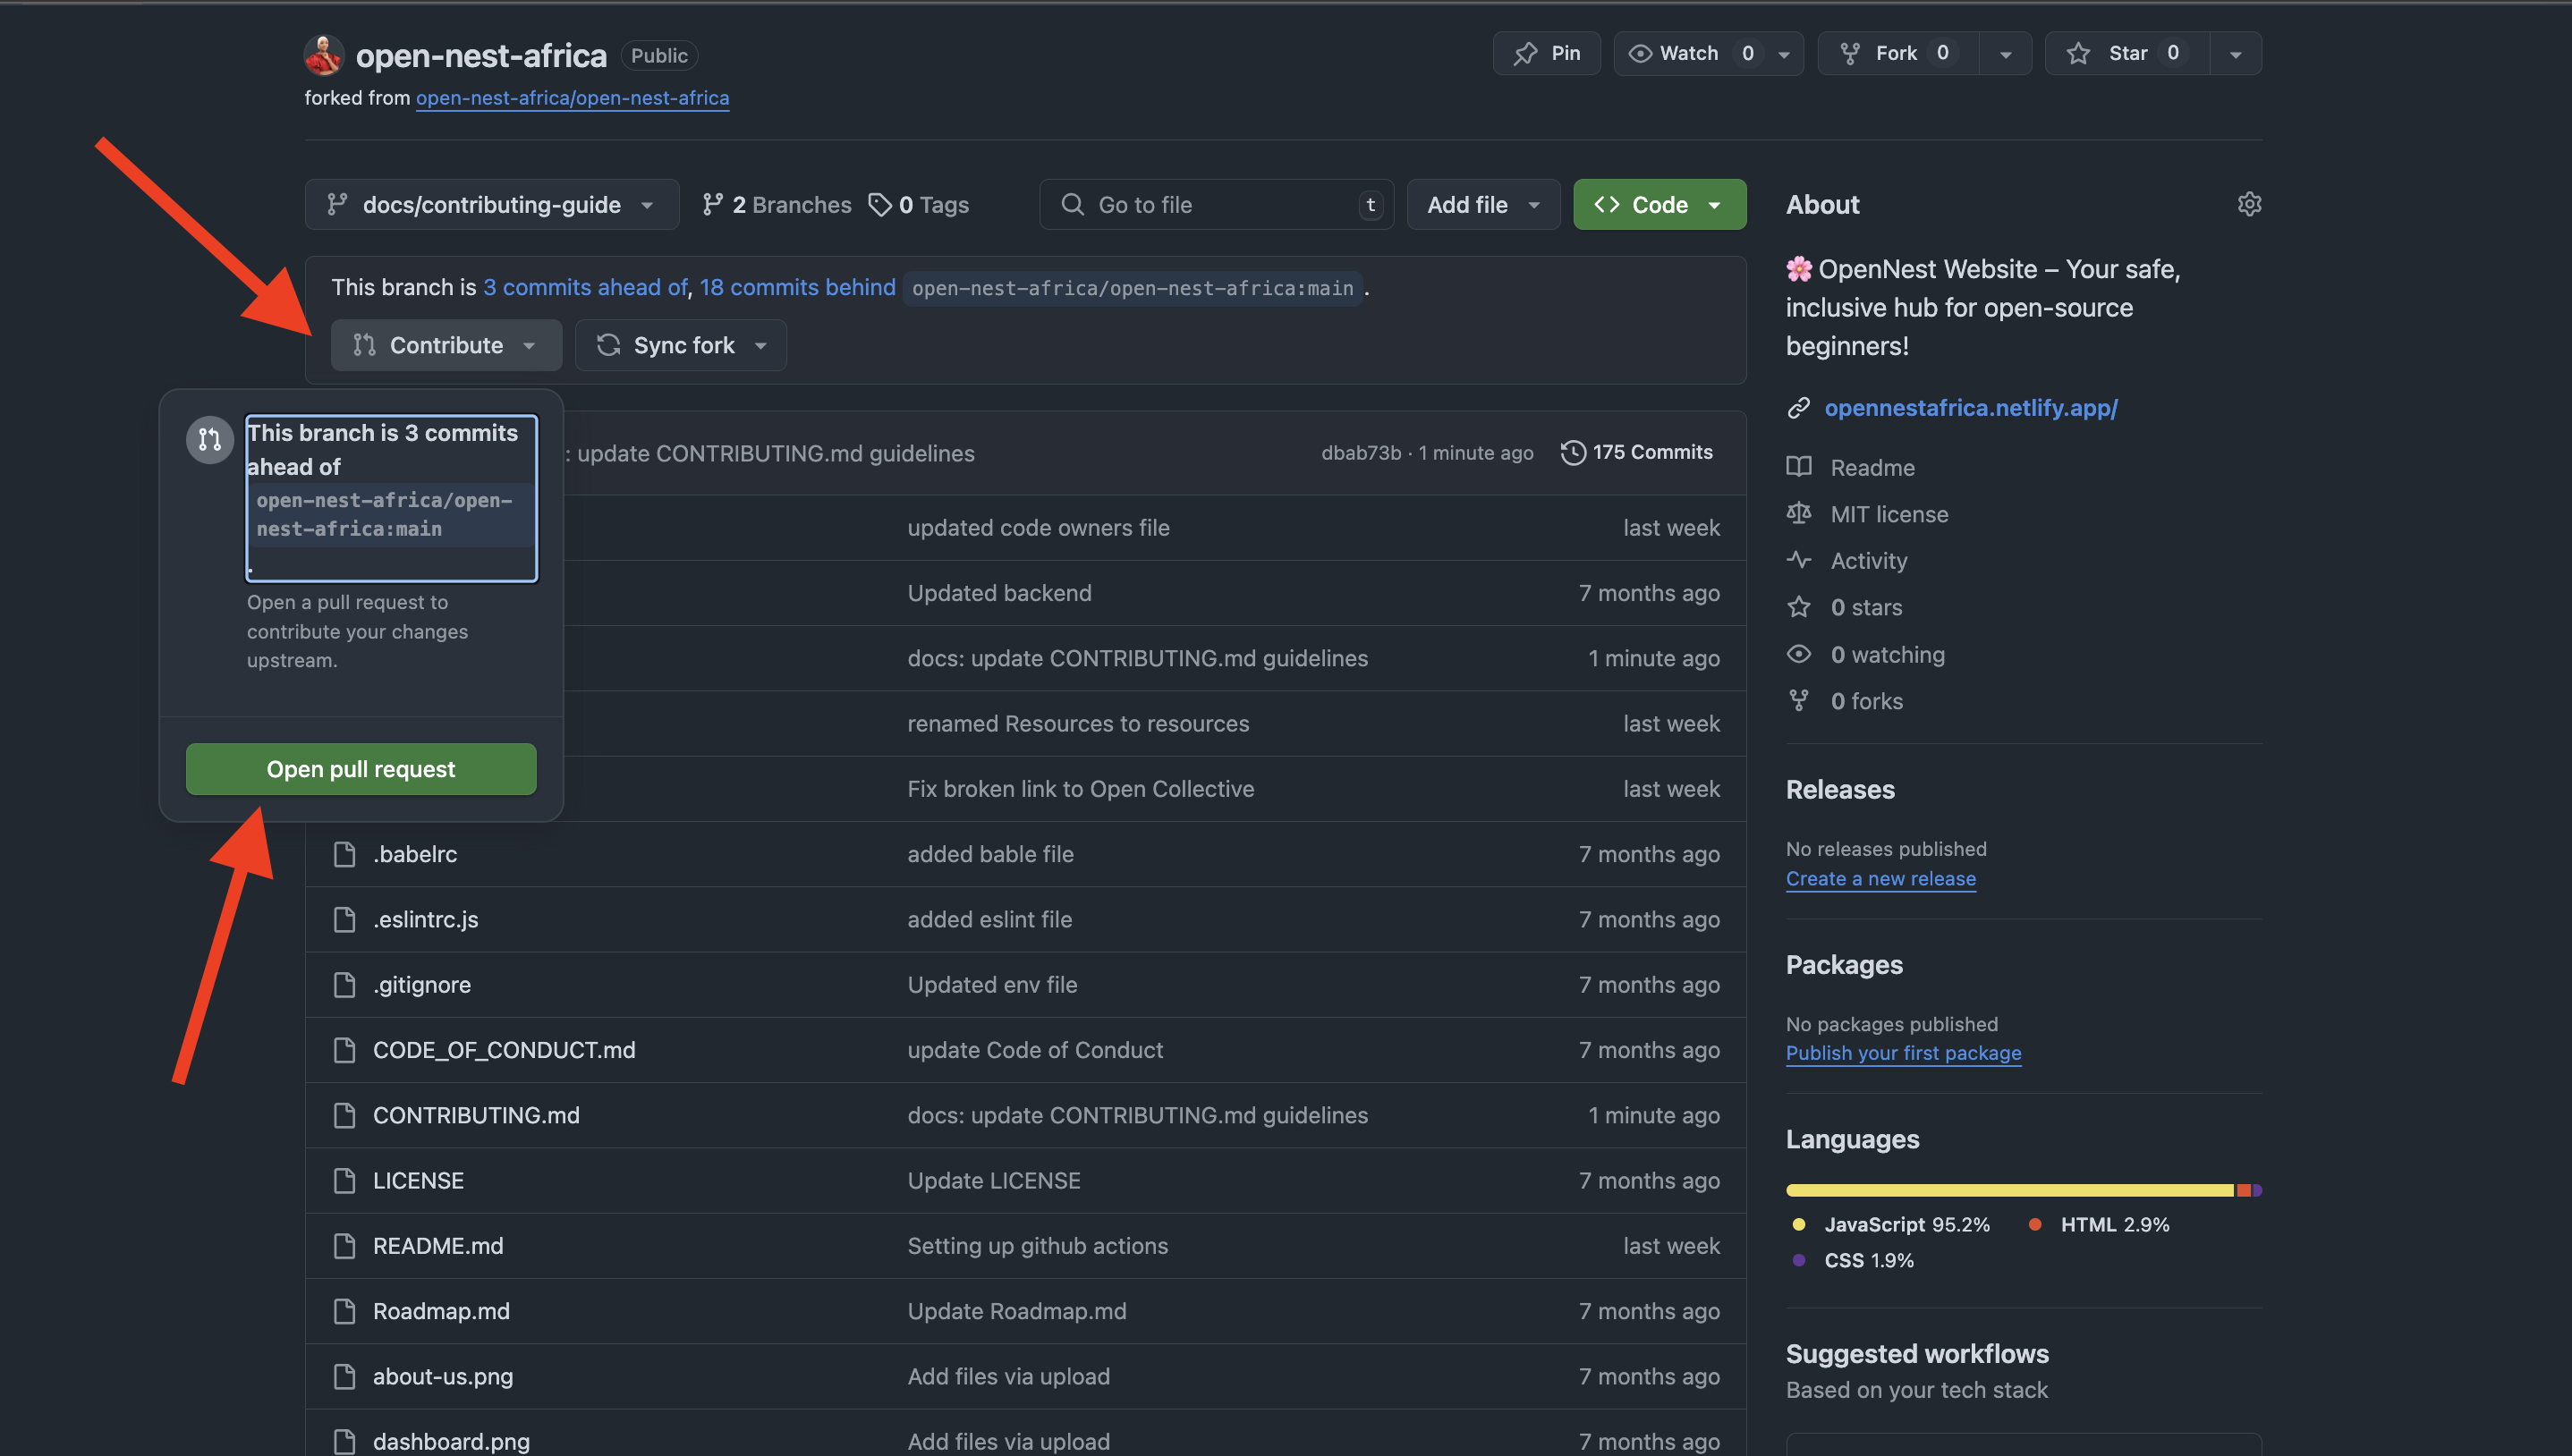 open-nest-africa Public
Pin
Watch 0
Fork 0
Star 0
forked from open-nest-africa/open-nest-africa
docs/contributing-guide
2 Branches
0 Tags
Go to file t
Add file
Code
This branch is 3 commits ahead of, 18 commits behind open-nest-africa/open-nest-africa:main .
Contribute
Sync fork
This branch is 3 commits
ahead of
open-nest-africa/open-
nest-africa:main
.
Open a pull request to
contribute your changes
upstream.
Open pull request
: update CONTRIBUTING.md guidelines dbab73b · 1 minute ago 175 Commits
updated code owners file last week
Updated backend 7 months ago
docs: update CONTRIBUTING.md guidelines 1 minute ago
renamed Resources to resources last week
Fix broken link to Open Collective last week
.babelrc added bable file 7 months ago
.eslintrc.js added eslint file 7 months ago
.gitignore Updated env file 7 months ago
CODE_OF_CONDUCT.md update Code of Conduct 7 months ago
CONTRIBUTING.md docs: update CONTRIBUTING.md guidelines 1 minute ago
LICENSE Update LICENSE 7 months ago
README.md Setting up github actions last week
Roadmap.md Update Roadmap.md 7 months ago
about-us.png Add files via upload 7 months ago
dashboard.png Add files via upload 7 months ago
About
🌸 OpenNest Website – Your safe,
inclusive hub for open-source
beginners!
opennestafrica.netlify.app/
Readme
MIT license
Activity
0 stars
0 watching
0 forks
Releases
No releases published
Create a new release
Packages
No packages published
Publish your first package
Languages
JavaScript 95.2% HTML 2.9%
CSS 1.9%
Suggested workflows
Based on your tech stack